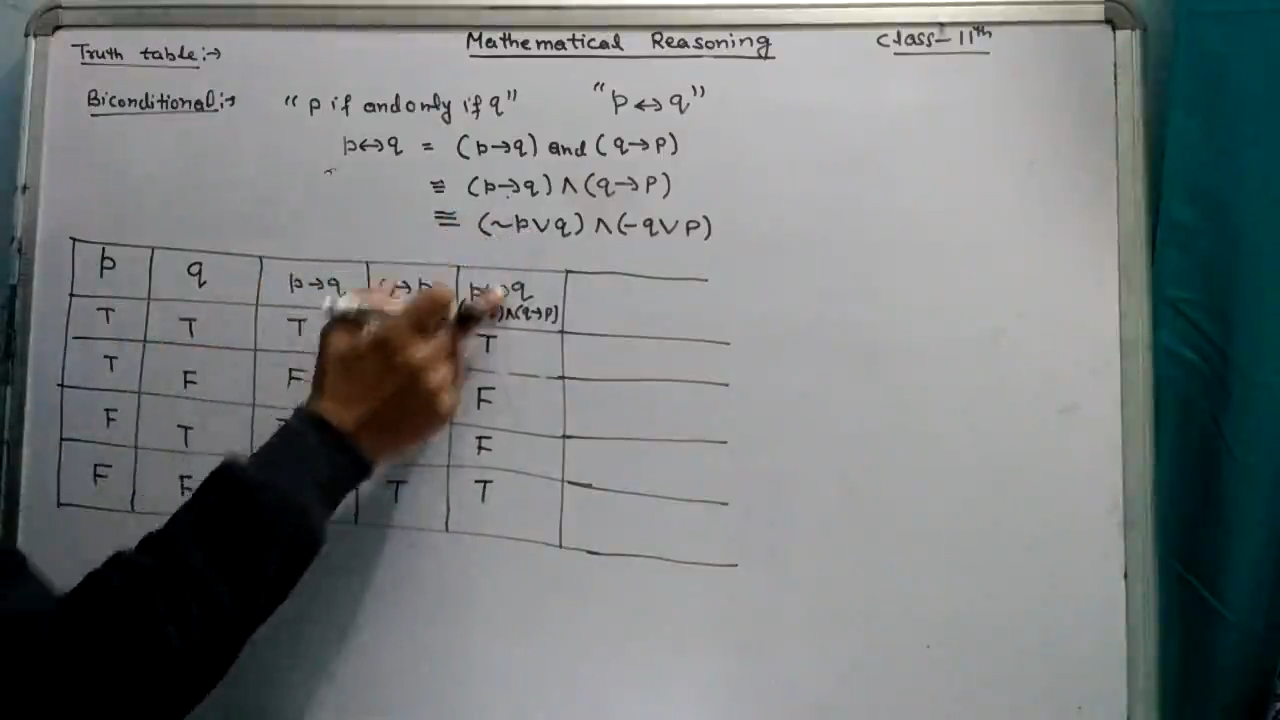 Mathematical Reasoning
Class-11th
Truth table:→
Biconditional:→ "p if and only if q" "p↔q"
p↔q = (p→q) and (q→p)
≡ (p→q)∧(q→p)
≡ (~p∨q)∧(-q∨p)
p q p→q →p p↔q
)∧(q→p)
T T T T
T F F F
F T F
F F T T